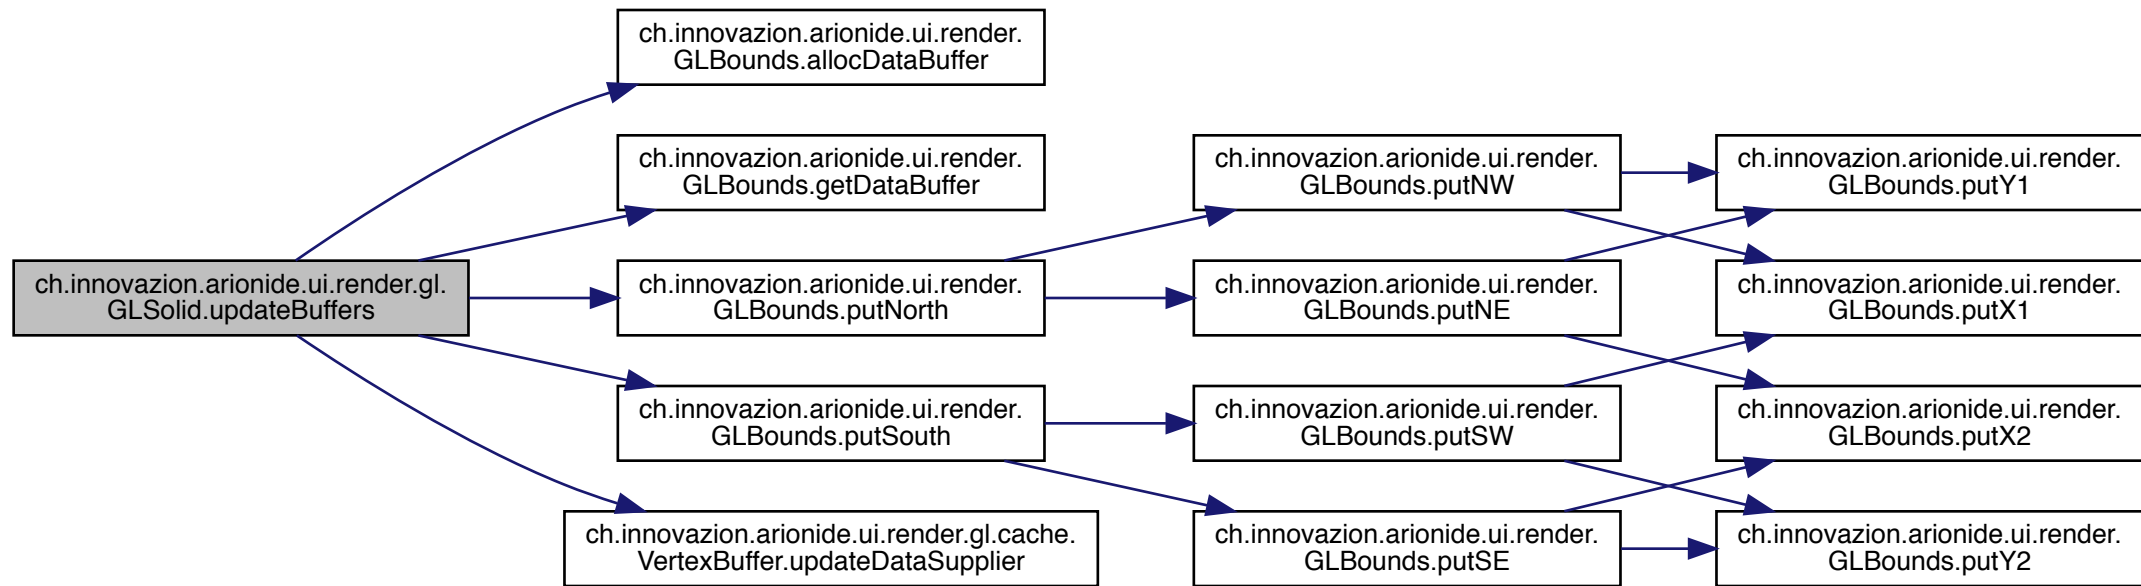 ch.innovazion.arionide.ui.render.gl.
GLSolid.updateBuffers
ch.innovazion.arionide.ui.render.
GLBounds.allocDataBuffer
ch.innovazion.arionide.ui.render.
GLBounds.getDataBuffer
ch.innovazion.arionide.ui.render.
GLBounds.putNorth
ch.innovazion.arionide.ui.render.
GLBounds.putSouth
ch.innovazion.arionide.ui.render.gl.cache.
VertexBuffer.updateDataSupplier
ch.innovazion.arionide.ui.render.
GLBounds.putNW
ch.innovazion.arionide.ui.render.
GLBounds.putNE
ch.innovazion.arionide.ui.render.
GLBounds.putSW
ch.innovazion.arionide.ui.render.
GLBounds.putSE
ch.innovazion.arionide.ui.render.
GLBounds.putY1
ch.innovazion.arionide.ui.render.
GLBounds.putX1
ch.innovazion.arionide.ui.render.
GLBounds.putX2
ch.innovazion.arionide.ui.render.
GLBounds.putY2